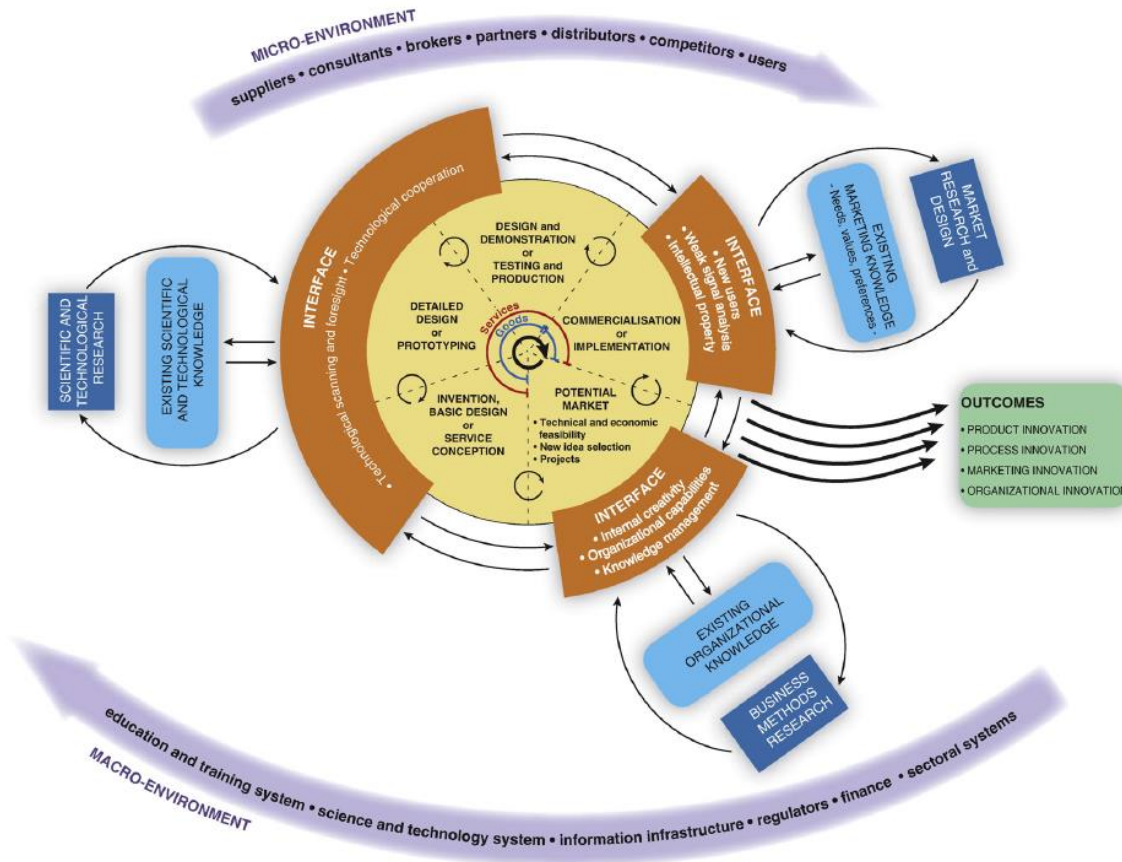 MICRO-ENVIRONMENT
suppliers • consultants • brokers • partners • distributors • competitors • users
SCIENTIFIC AND
TECHNOLOGICAL
RESEARCH
EXISTING SCIENTIFIC
AND TECHNOLOGICAL
KNOWLEDGE
INTERFACE
• Technological scanning and foresight • Technological cooperation
DESIGN and
DEMONSTRATION
or
TESTING and
PRODUCTION
DETAILED
DESIGN
or
PROTOTYPING
Services
Goods
COMMERCIALISATION
or
IMPLEMENTATION
INVENTION,
BASIC DESIGN
or
SERVICE
CONCEPTION
POTENTIAL
MARKET
• Technical and economic
feasibility
• New idea selection
• Projects
INTERFACE
• New users
• Weak signal analysis
• Intellectual property
EXISTING
MARKETING KNOWLEDGE
- Needs, values, preferences -
MARKET
RESEARCH and
DESIGN
INTERFACE
• Internal creativity
• Organizational capabilities
• Knowledge management
EXISTING
ORGANIZATIONAL
KNOWLEDGE
BUSINESS
METHODS
RESEARCH
OUTCOMES
• PRODUCT INNOVATION
• PROCESS INNOVATION
• MARKETING INNOVATION
• ORGANIZATIONAL INNOVATION
education and training system • science and technology system • information infrastructure • regulators • finance • sectoral systems
MACRO-ENVIRONMENT